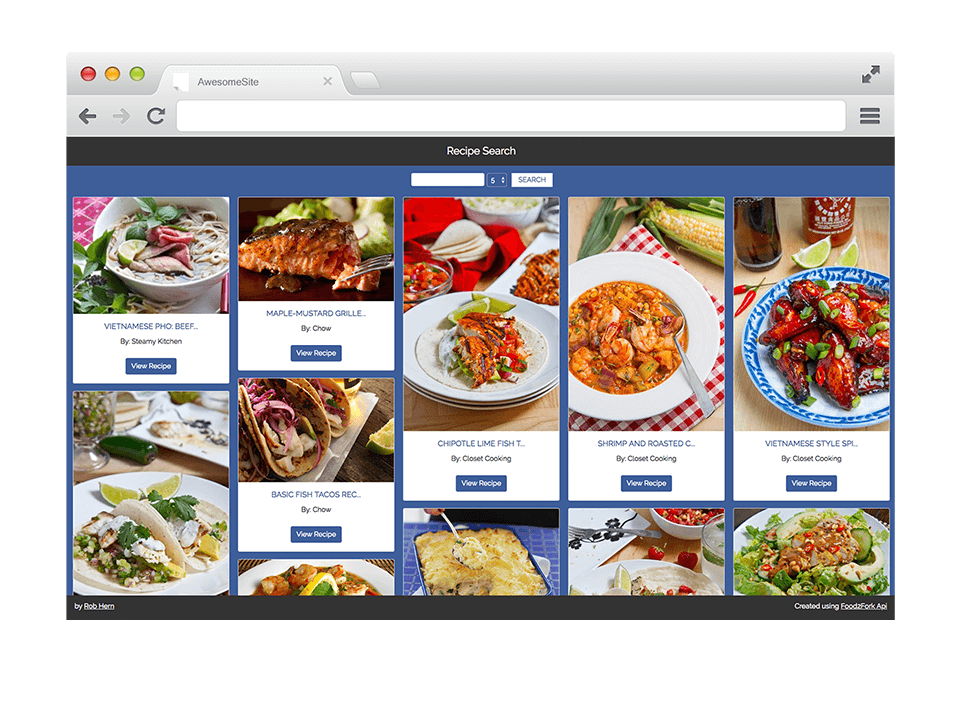 AwesomeSite
Recipe Search
5
SEARCH
VIETNAMESE PHO: BEEF...
By: Steamy Kitchen
View Recipe
MAPLE-MUSTARD GRILLE...
By: Chow
View Recipe
BASIC FISH TACOS REC...
By: Chow
View Recipe
CHIPOTLE LIME FISH T...
By: Closet Cooking
View Recipe
SHRIMP AND ROASTED C...
By: Closet Cooking
View Recipe
VIETNAMESE STYLE SPI...
By: Closet Cooking
View Recipe
by Rob Hern
Created using Food2Fork Api